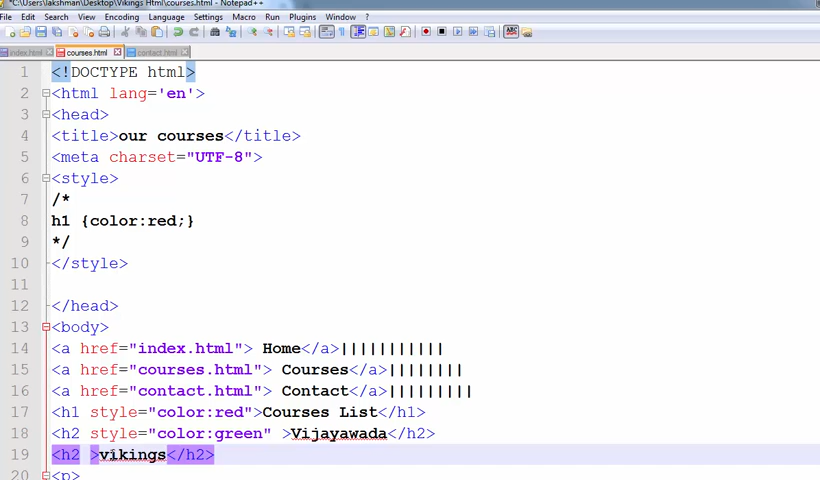 *C:\Users\lakshman\Desktop\Vikings Html\courses.html - Notepad++
File Edit Search View Encoding Language Settings Macro Run Plugins Window ?
index.html courses.html contact.html
1 <!DOCTYPE html>
2 <html lang='en'>
3 <head>
4 <title>our courses</title>
5 <meta charset="UTF-8">
6 <style>
7 /*
8 h1 {color:red;}
9 */
10 </style>
11
12 </head>
13 <body>
14 <a href="index.html"> Home</a>|||||||||||
15 <a href="courses.html"> Courses</a>||||||||
16 <a href="contact.html"> Contact</a>|||||||||
17 <h1 style="color:red">Courses List</h1>
18 <h2 style="color:green" >Vijayawada</h2>
19 <h2 >vikings</h2>
20 <p>